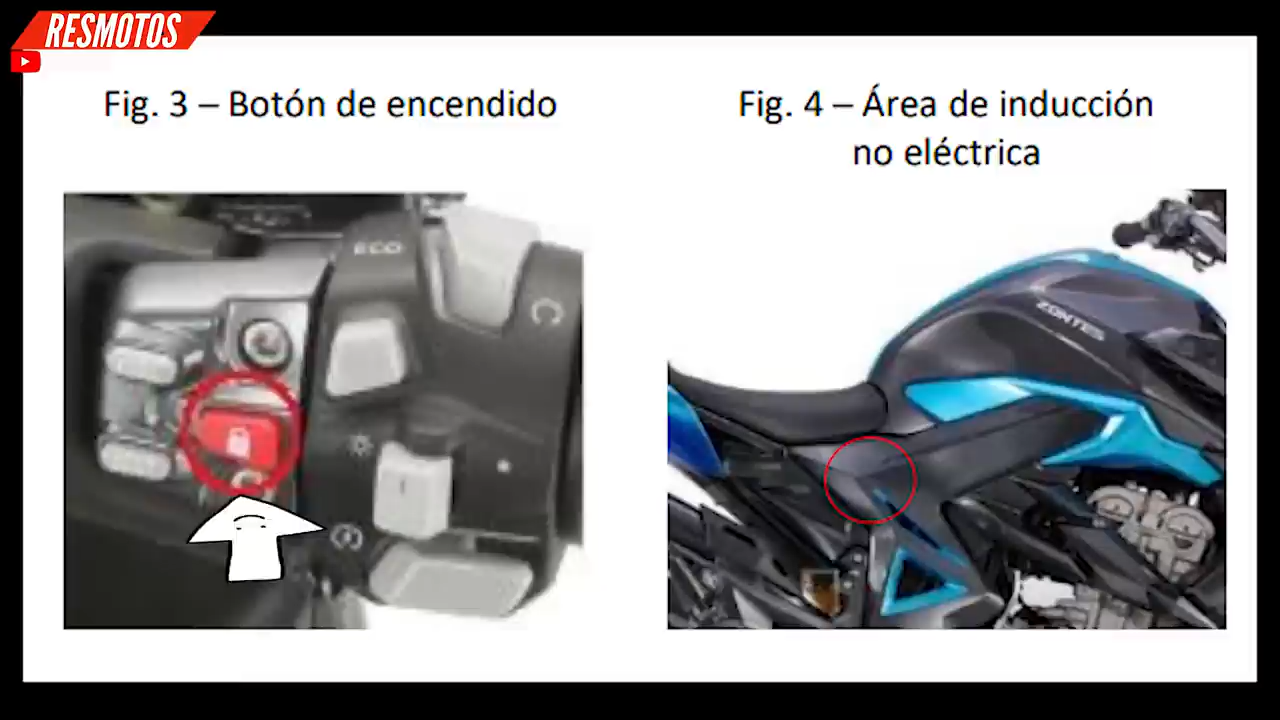 RESMOTOS
Fig. 3 – Botón de encendido
Fig. 4 – Área de inducción
no eléctrica
ECO
ZONTES